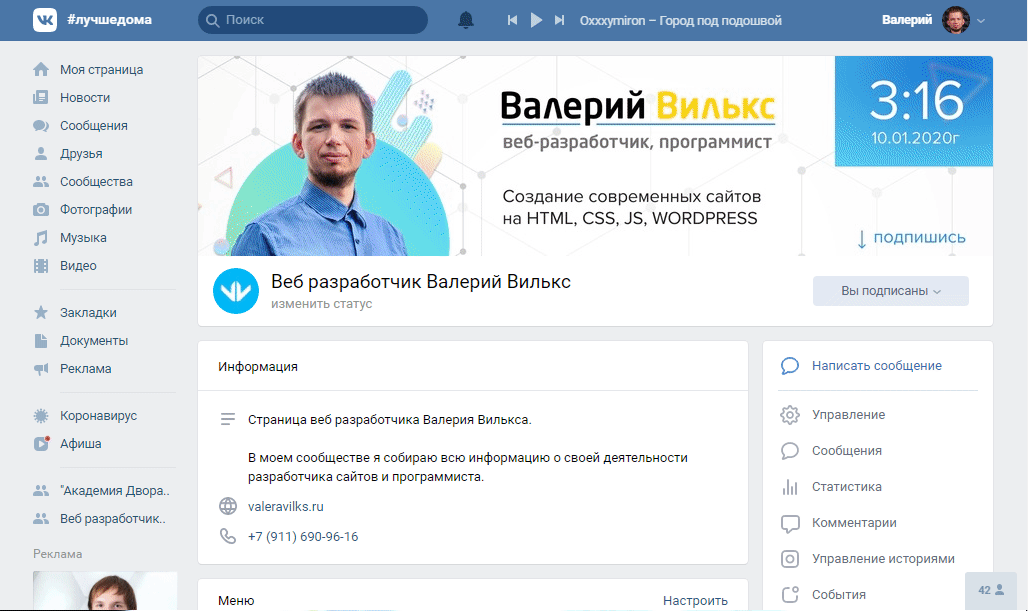 #лучшедома
Поиск
Oxxxymiron – Город под подошвой
Валерий
Моя страница
Новости
Сообщения
Друзья
Сообщества
Фотографии
Музыка
Видео
Закладки
Документы
Реклама
Коронавирус
Афиша
"Академия Двора..
Веб разработчик..
Реклама
Валерий Вилькс
веб-разработчик, программист
Создание современных сайтов
на HTML, CSS, JS, WORDPRESS
3:16
10.01.2020г
подпишись
Веб разработчик Валерий Вилькс
изменить статус
Вы подписаны
Информация
Страница веб разработчика Валерия Вилькса.
В моем сообществе я собираю всю информацию о своей деятельности
разработчика сайтов и программиста.
valeravilks.ru
+7 (911) 690-96-16
Меню
Настроить
Написать сообщение
Управление
Сообщения
Статистика
Комментарии
Управление историями
События
42